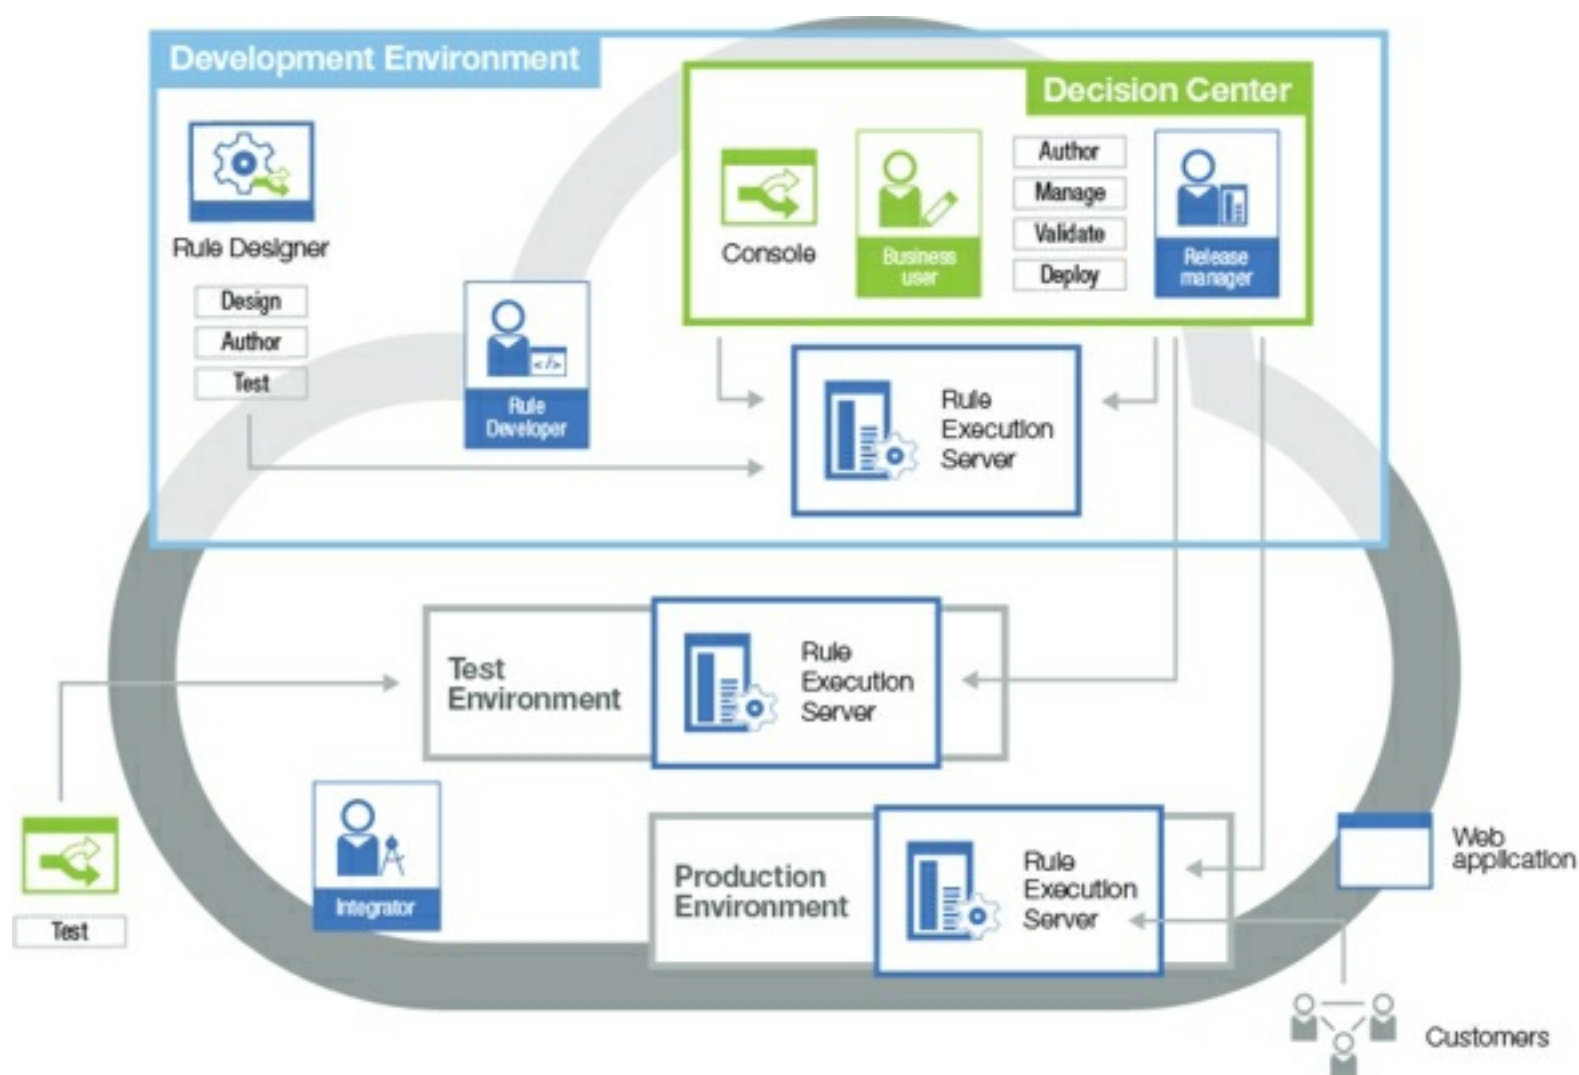 Development Environment
Decision Center
Rule Designer
Design
Author
Test
Rule
Developer
Console
Business
user
Author
Manage
Validate
Deploy
Release
manager
Rule
Execution
Server
Test
Environment
Rule
Execution
Server
Test
Integrator
Production
Environment
Rule
Execution
Server
Web
application
Customers